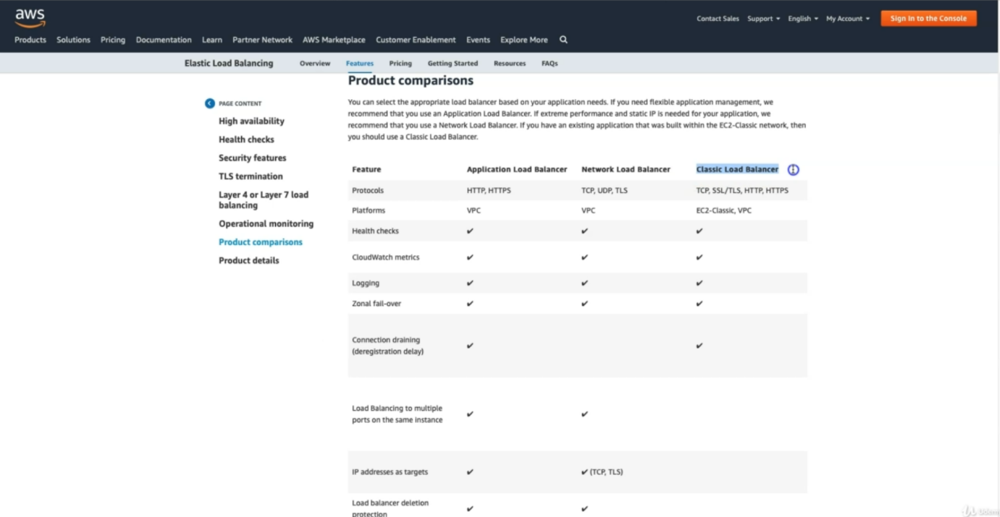 aws
Contact Sales Support English My Account Sign In to the Console
Products Solutions Pricing Documentation Learn Partner Network AWS Marketplace Customer Enablement Events Explore More
Elastic Load Balancing Overview Features Pricing Getting Started Resources FAQs
PAGE CONTENT
High availability
Health checks
Security features
TLS termination
Layer 4 or Layer 7 load
balancing
Operational monitoring
Product comparisons
Product details
Product comparisons
You can select the appropriate load balancer based on your application needs. If you need flexible application management, we
recommend that you use an Application Load Balancer. If extreme performance and static IP is needed for your application, we
recommend that you use a Network Load Balancer. If you have an existing application that was built within the EC2-Classic network, then
you should use a Classic Load Balancer.
Feature Application Load Balancer Network Load Balancer Classic Load Balancer
Protocols HTTP, HTTPS TCP, UDP, TLS TCP, SSL/TLS, HTTP, HTTPS
Platforms VPC VPC EC2-Classic, VPC
Health checks ✔ ✔ ✔
CloudWatch metrics ✔ ✔ ✔
Logging ✔ ✔ ✔
Zonal fail-over ✔ ✔ ✔
Connection draining
(deregistration delay) ✔ ✔
Load Balancing to multiple
ports on the same instance ✔ ✔
IP addresses as targets ✔ ✔ (TCP, TLS)
Load balancer deletion
protection ✔ ✔
Udemy